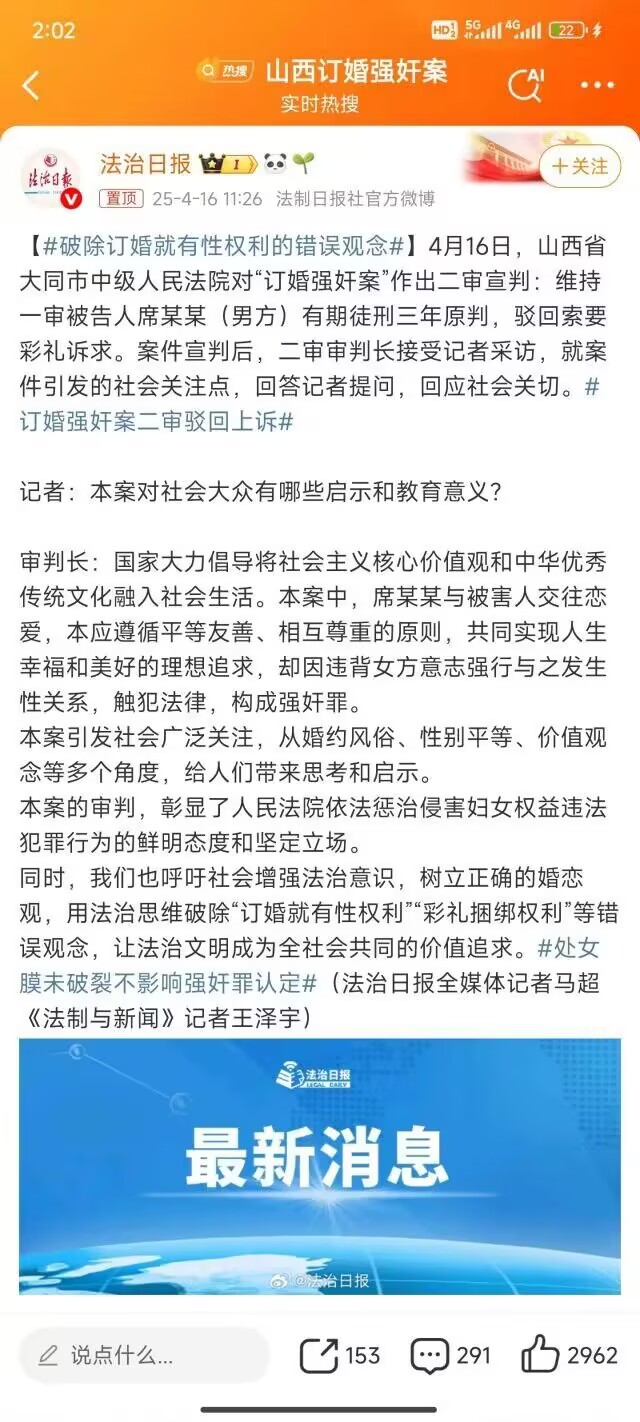 2:02
HD 1 2 5G 4G 22
热搜 山西订婚强奸案
AI
实时热搜
法治日报 I
法治日报 V
+关注
置顶 25-4-16 11:26 法制日报社官方微博
【#破除订婚就有性权利的错误观念#】4月16日，山西省
大同市中级人民法院对“订婚强奸案”作出二审宣判：维持
一审被告人席某某（男方）有期徒刑三年原判，驳回索要
彩礼诉求。案件宣判后，二审审判长接受记者采访，就案
件引发的社会关注点，回答记者提问，回应社会关切。#
订婚强奸案二审驳回上诉#
记者：本案对社会大众有哪些启示和教育意义？
审判长：国家大力倡导将社会主义核心价值观和中华优秀
传统文化融入社会生活。本案中，席某某与被害人交往恋
爱，本应遵循平等友善、相互尊重的原则，共同实现人生
幸福和美好的理想追求，却因违背女方意志强行与之发生
性关系，触犯法律，构成强奸罪。
本案引发社会广泛关注，从婚约风俗、性别平等、价值观
念等多个角度，给人们带来思考和启示。
本案的审判，彰显了人民法院依法惩治侵害妇女权益违法
犯罪行为的鲜明态度和坚定立场。
同时，我们也呼吁社会增强法治意识，树立正确的婚恋
观，用法治思维破除“订婚就有性权利”“彩礼捆绑权利”等错
误观念，让法治文明成为全社会共同的价值追求。#处女
膜未破裂不影响强奸罪认定#（法治日报全媒体记者马超
《法制与新闻》记者王泽宇）
法治日报
LEGAL DAILY
最新消息
@法治日报
说点什么... 153 291 2962